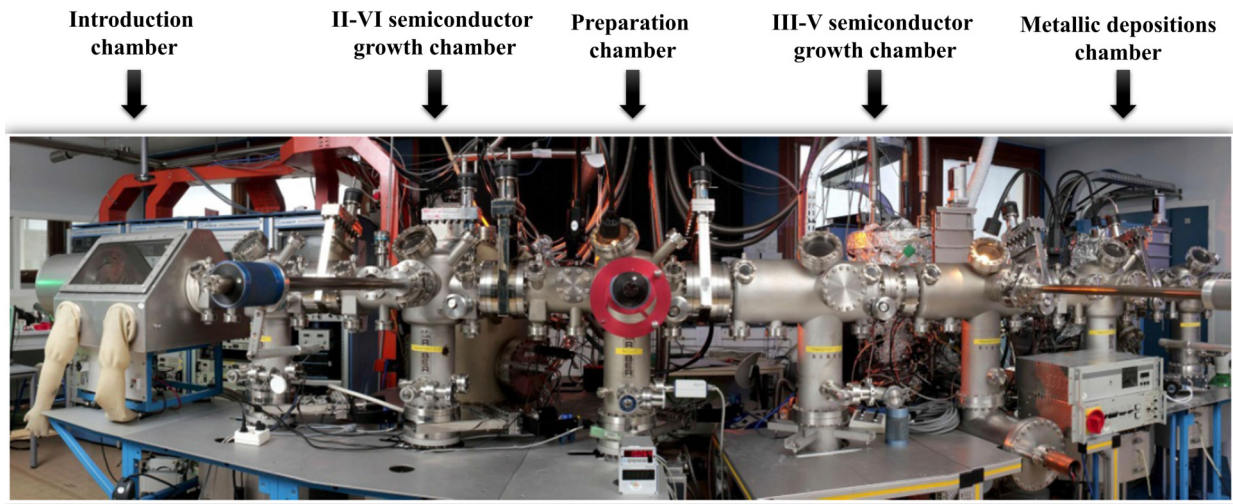 Introduction
chamber
II-VI semiconductor
growth chamber
Preparation
chamber
III-V semiconductor
growth chamber
Metallic depositions
chamber